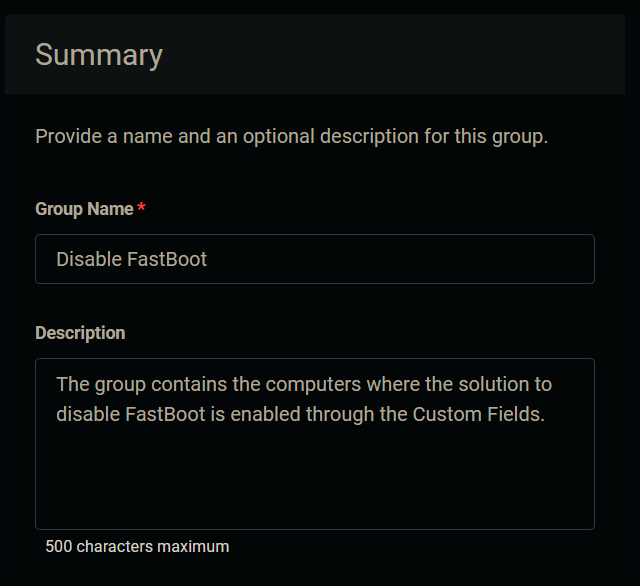 Summary
Provide a name and an optional description for this group.
Group Name *
Disable FastBoot
Description
The group contains the computers where the solution to
disable FastBoot is enabled through the Custom Fields.
500 characters maximum